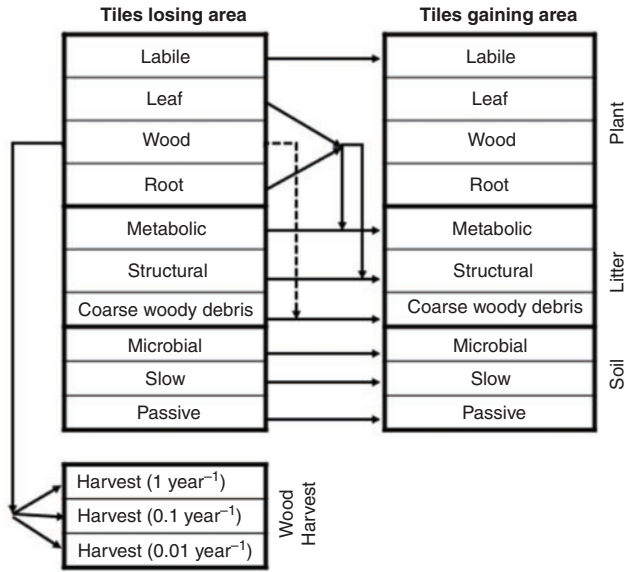 Tiles losing area
Tiles gaining area
Labile
Leaf
Wood
Root
Metabolic
Structural
Coarse woody debris
Microbial
Slow
Passive
Labile
Leaf
Wood
Root
Metabolic
Structural
Coarse woody debris
Microbial
Slow
Passive
Plant
Litter
Soil
Harvest (1 year⁻¹)
Harvest (0.1 year⁻¹)
Harvest (0.01 year⁻¹)
Wood
Harvest